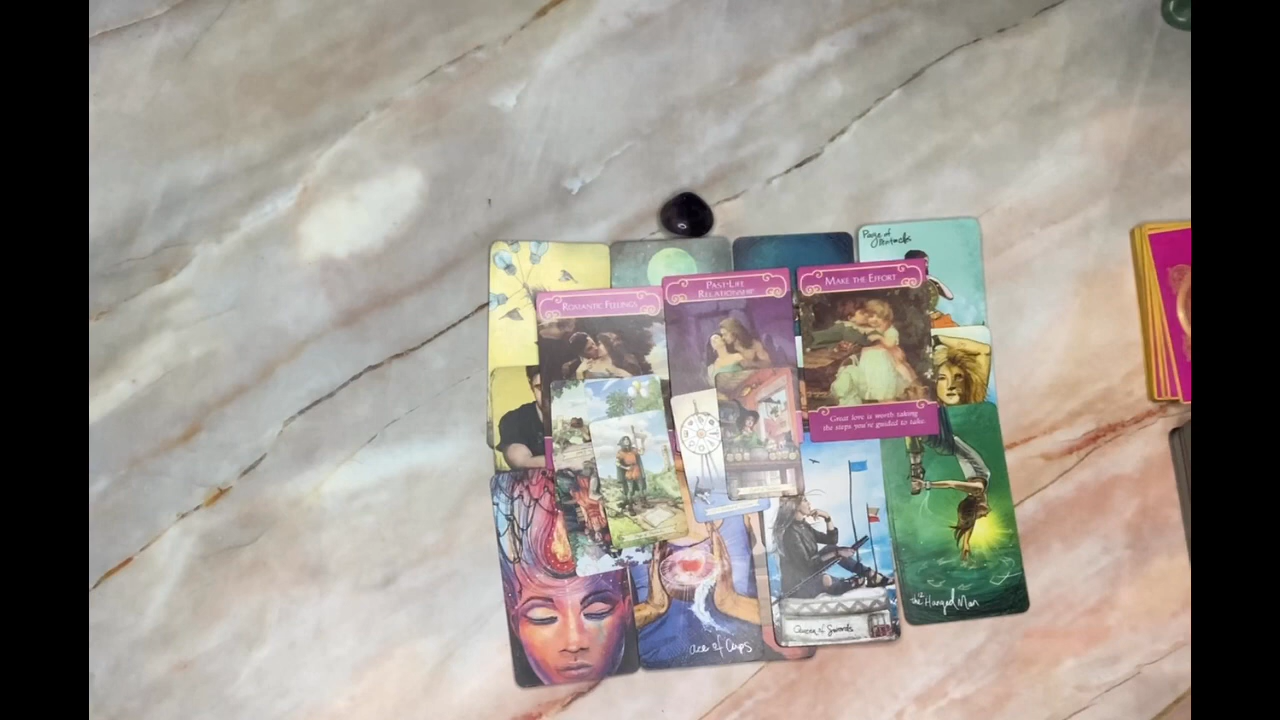 Page of
Pentacles
ROMANTIC FEELINGS
PAST-LIFE
RELATIONSHIP
MAKE THE EFFORT
Great love is worth taking
the steps you're guided to take.
Queen of Swords
the Hanged Man
ace of Cups